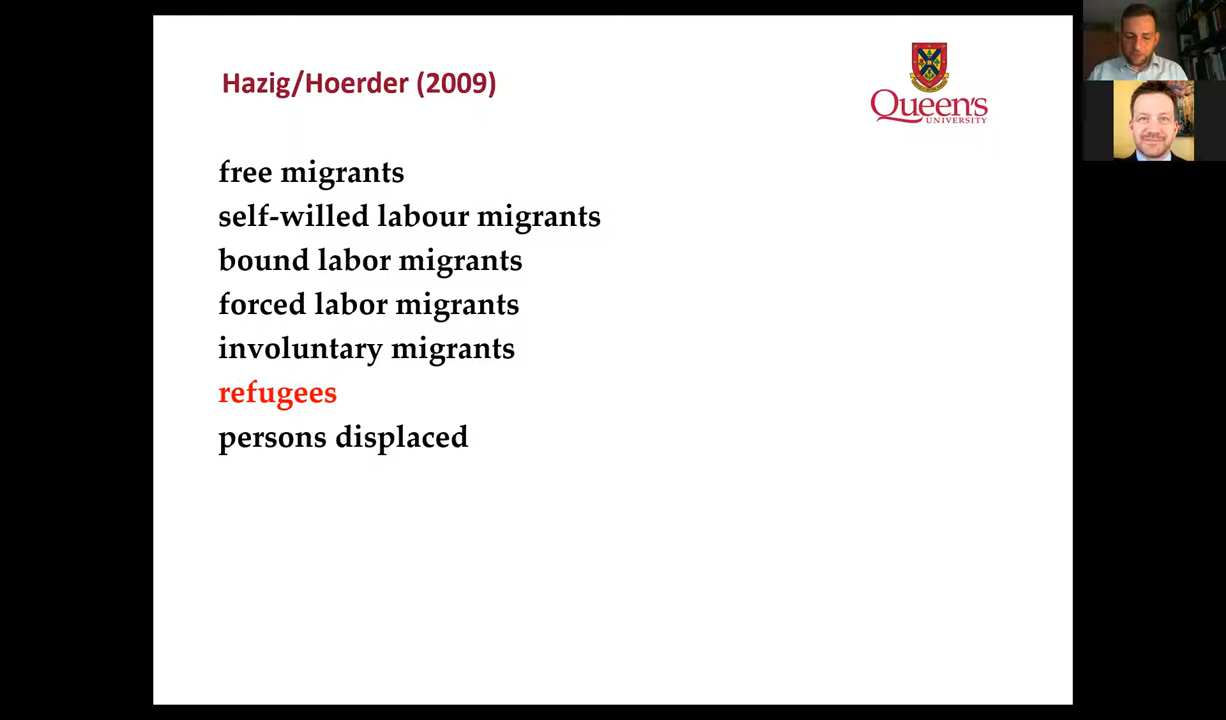 Hazig/Hoerder (2009)
Queen's
UNIVERSITY
free migrants
self-willed labour migrants
bound labor migrants
forced labor migrants
involuntary migrants
refugees
persons displaced